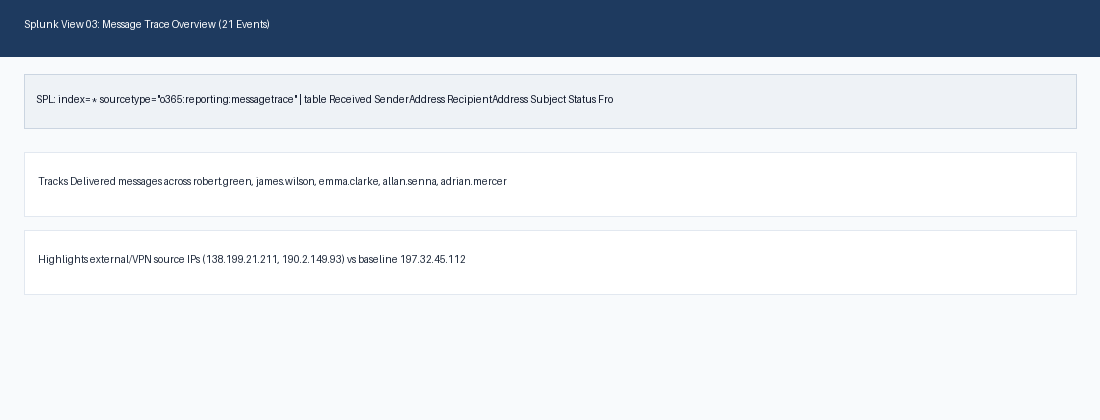 Splunk View 03: Message Trace Overview (21 Events)
SPL: index=* sourcetype="o365:reporting:messagetrace" | table Received SenderAddress RecipientAddress Subject Status Fro
Tracks Delivered messages across robert.green, james.wilson, emma.clarke, allan.senna, adrian.mercer
Highlights external/VPN source IPs (138.199.21.211, 190.2.149.93) vs baseline 197.32.45.112